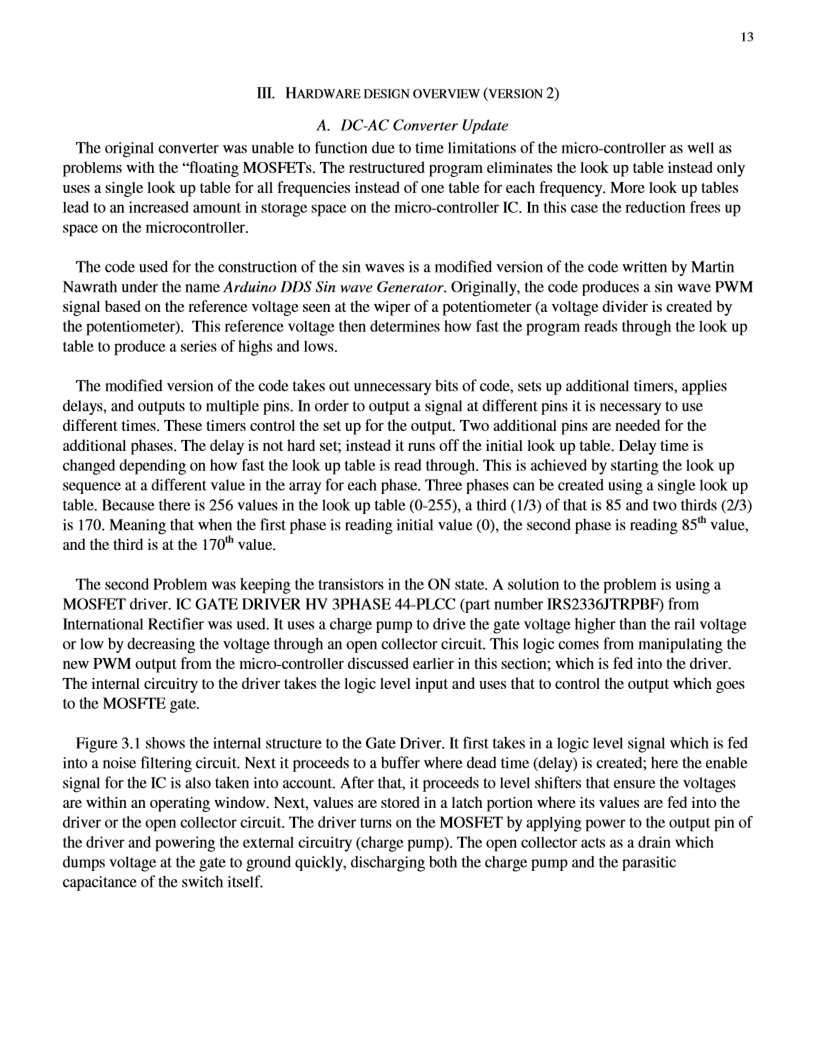 13
III. HARDWARE DESIGN OVERVIEW (VERSION 2)
A. DC-AC Converter Update
The original converter was unable to function due to time limitations of the micro-controller as well as
problems with the “floating MOSFETs. The restructured program eliminates the look up table instead only
uses a single look up table for all frequencies instead of one table for each frequency. More look up tables
lead to an increased amount in storage space on the micro-controller IC. In this case the reduction frees up
space on the microcontroller.
The code used for the construction of the sin waves is a modified version of the code written by Martin
Nawrath under the name Arduino DDS Sin wave Generator. Originally, the code produces a sin wave PWM
signal based on the reference voltage seen at the wiper of a potentiometer (a voltage divider is created by
the potentiometer). This reference voltage then determines how fast the program reads through the look up
table to produce a series of highs and lows.
The modified version of the code takes out unnecessary bits of code, sets up additional timers, applies
delays, and outputs to multiple pins. In order to output a signal at different pins it is necessary to use
different times. These timers control the set up for the output. Two additional pins are needed for the
additional phases. The delay is not hard set; instead it runs off the initial look up table. Delay time is
changed depending on how fast the look up table is read through. This is achieved by starting the look up
sequence at a different value in the array for each phase. Three phases can be created using a single look up
table. Because there is 256 values in the look up table (0-255), a third (1/3) of that is 85 and two thirds (2/3)
is 170. Meaning that when the first phase is reading initial value (0), the second phase is reading 85th value,
and the third is at the 170th value.
The second Problem was keeping the transistors in the ON state. A solution to the problem is using a
MOSFET driver. IC GATE DRIVER HV 3PHASE 44-PLCC (part number IRS2336JTRPBF) from
International Rectifier was used. It uses a charge pump to drive the gate voltage higher than the rail voltage
or low by decreasing the voltage through an open collector circuit. This logic comes from manipulating the
new PWM output from the micro-controller discussed earlier in this section; which is fed into the driver.
The internal circuitry to the driver takes the logic level input and uses that to control the output which goes
to the MOSFTE gate.
Figure 3.1 shows the internal structure to the Gate Driver. It first takes in a logic level signal which is fed
into a noise filtering circuit. Next it proceeds to a buffer where dead time (delay) is created; here the enable
signal for the IC is also taken into account. After that, it proceeds to level shifters that ensure the voltages
are within an operating window. Next, values are stored in a latch portion where its values are fed into the
driver or the open collector circuit. The driver turns on the MOSFET by applying power to the output pin of
the driver and powering the external circuitry (charge pump). The open collector acts as a drain which
dumps voltage at the gate to ground quickly, discharging both the charge pump and the parasitic
capacitance of the switch itself.